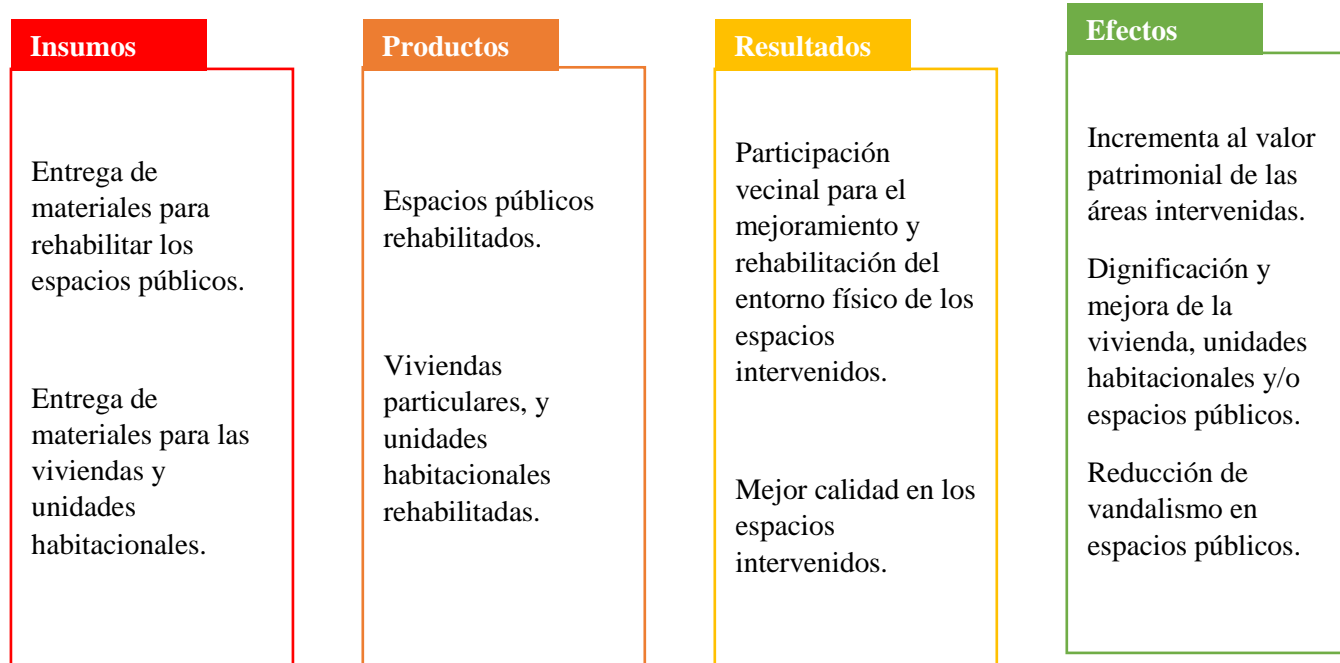 Insumos
Entrega de
materiales para
rehabilitar los
espacios públicos.
Entrega de
materiales para las
viviendas y
unidades
habitacionales.
Productos
Espacios públicos
rehabilitados.
Viviendas
particulares, y
unidades
habitacionales
rehabilitadas.
Resultados
Participación
vecinal para el
mejoramiento y
rehabilitación del
entorno físico de los
espacios
intervenidos.
Mejor calidad en los
espacios
intervenidos.
Efectos
Incrementa al valor
patrimonial de las
áreas intervenidas.
Dignificación y
mejora de la
vivienda, unidades
habitacionales y/o
espacios públicos.
Reducción de
vandalismo en
espacios públicos.